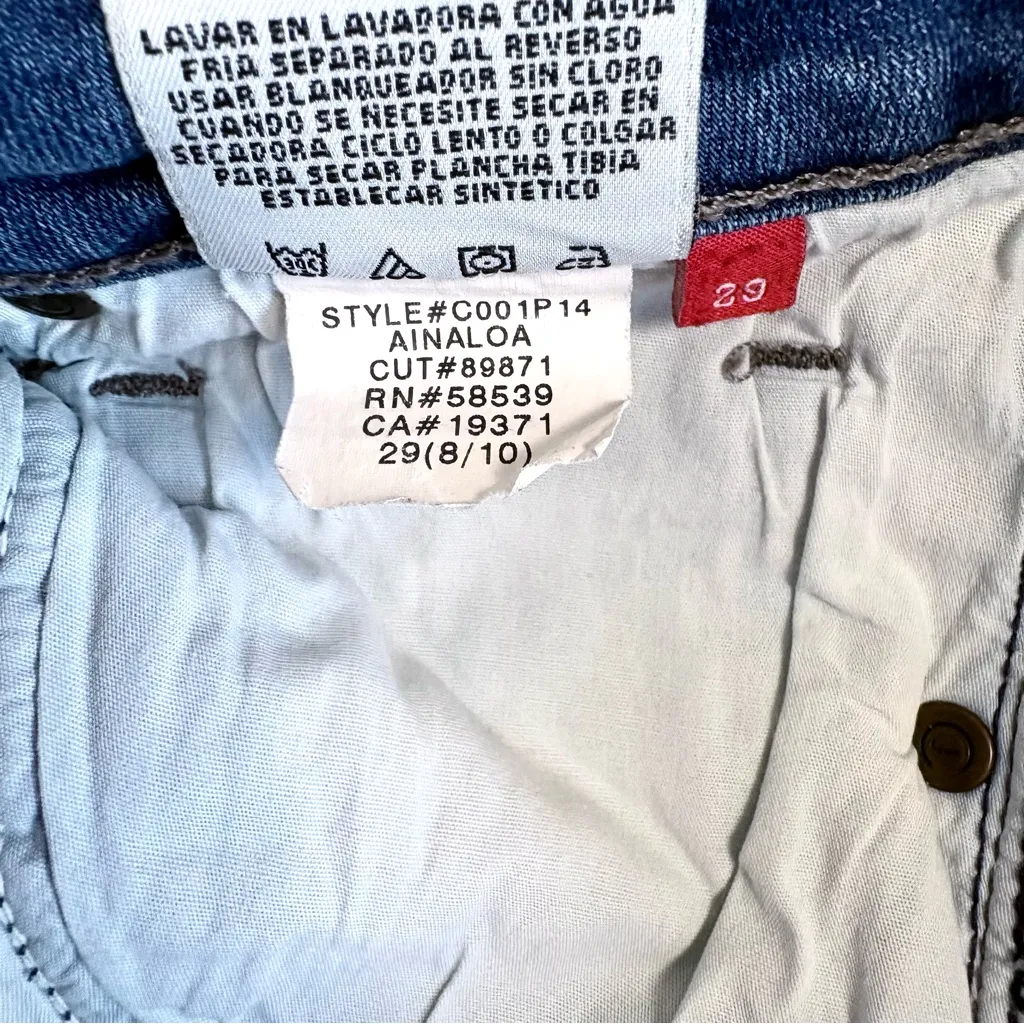 LAVAR EN LAVADORA CON AGUA
FRIA SEPARADO AL REVERSO
USAR BLANQUEADOR SIN CLORO
CUANDO SE NECESITE SECAR EN
SECADORA CICLO LENTO O COLGAR
PARA SECAR PLANCHA TIBIA
ESTABLECAR SINTETICO
29
STYLE#C001P14
AINALOA
CUT#89871
RN#58539
CA#19371
29(8/10)